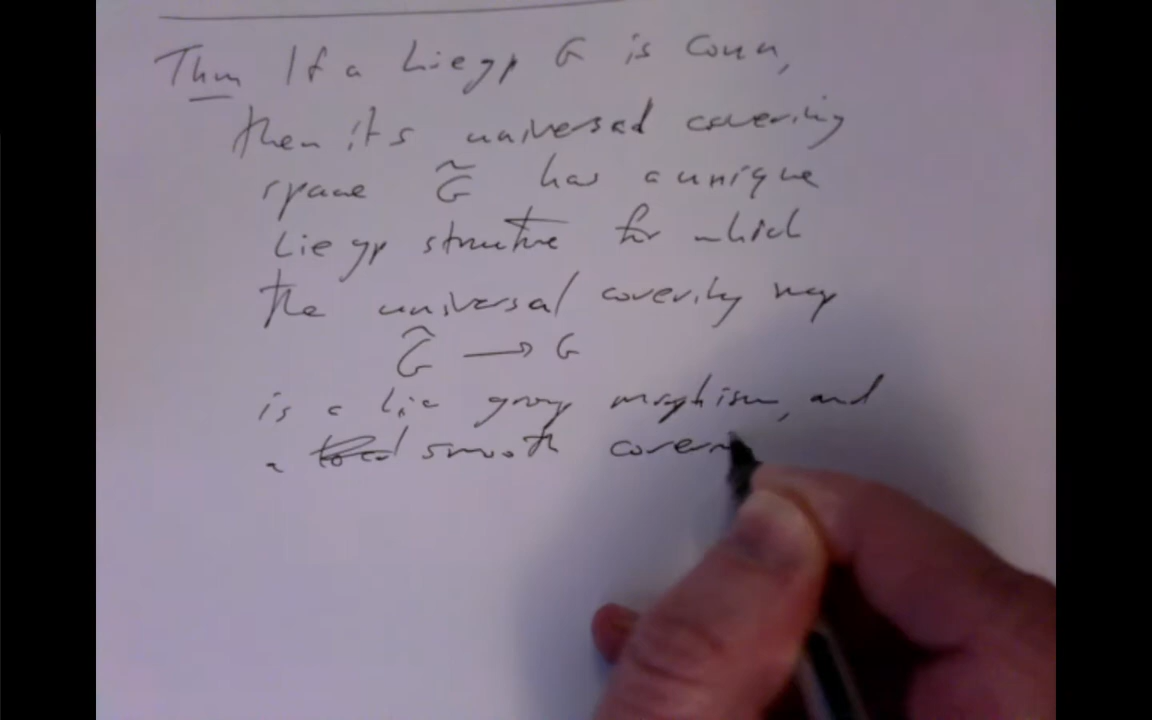 Thm If a Lie gp G is conn,
then its universal covering
space G̃ has a unique
Lie gp structure for which
the universal covering map
G̃ → G
is a Lie group morphism, and
a smooth cover